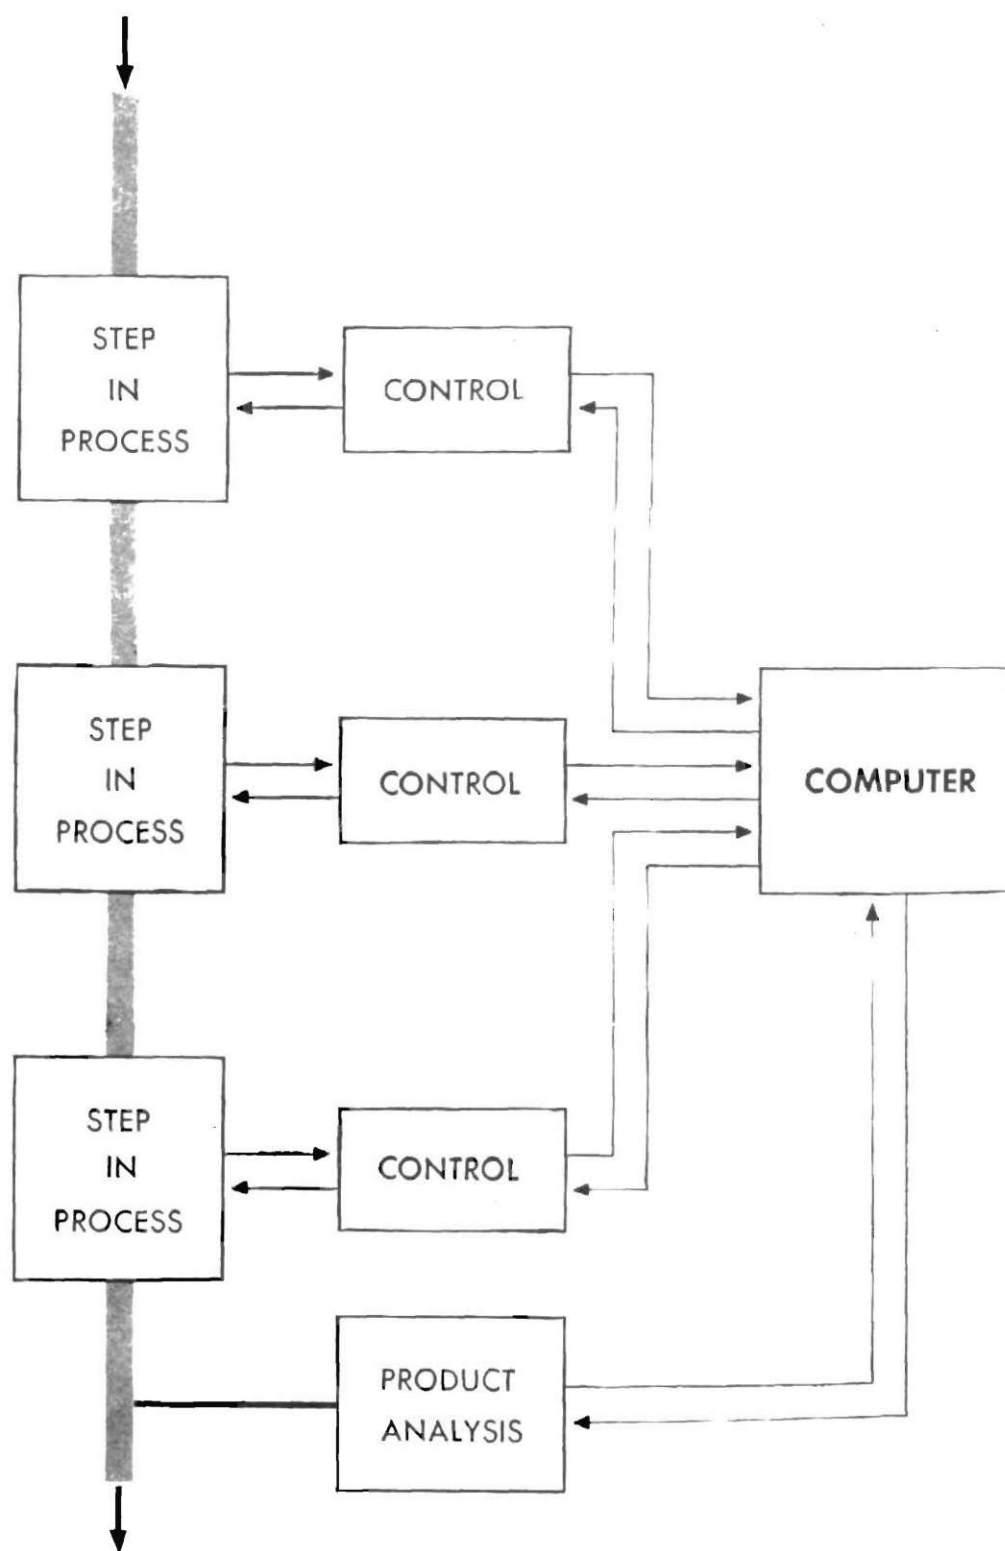 STEP
IN
PROCESS
CONTROL
STEP
IN
PROCESS
CONTROL
COMPUTER
STEP
IN
PROCESS
CONTROL
PRODUCT
ANALYSIS